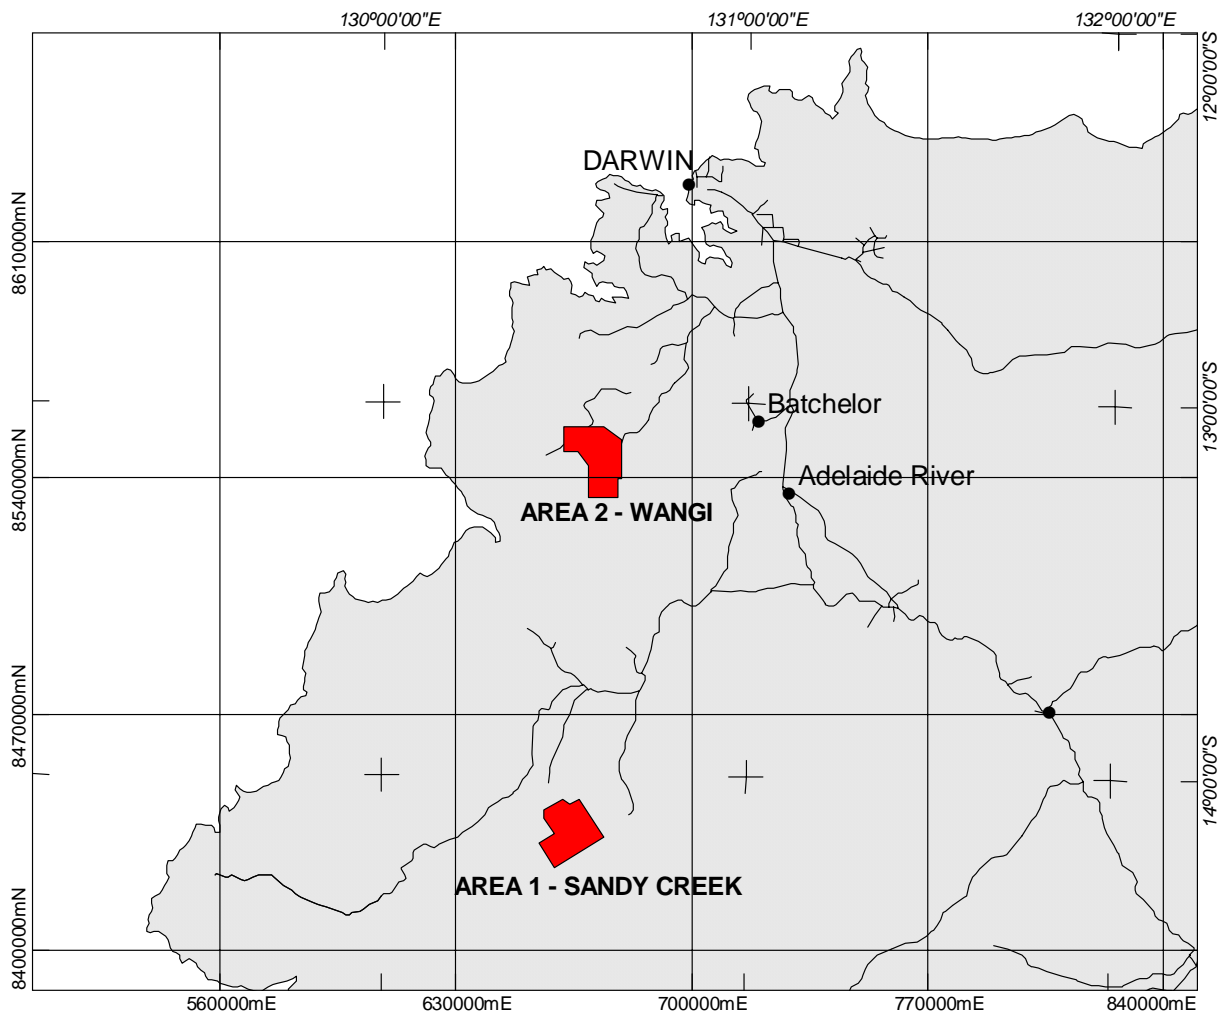 130º00'00"E
131º00'00"E
132º00'00"E
12º00'00"S
DARWIN
8610000mN
Batchelor
13º00'00"S
Adelaide River
8540000mN
AREA 2 - WANGI
8470000mN
14º00'00"S
AREA 1 - SANDY CREEK
8400000mN
560000mE
630000mE
700000mE
770000mE
840000mE